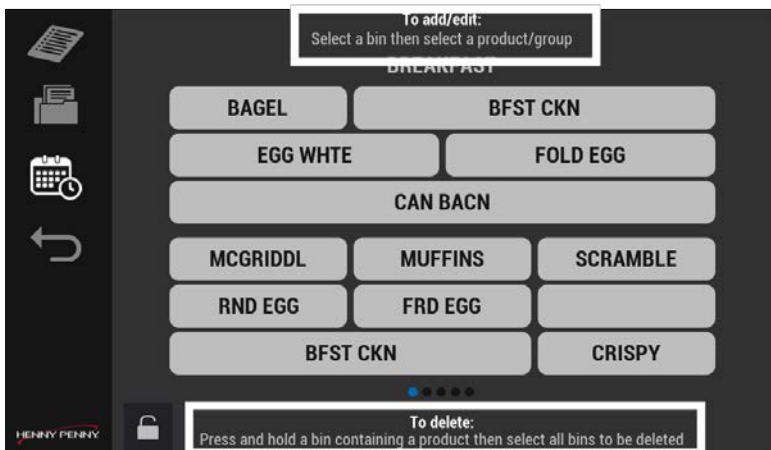 To add/edit:
Select a bin then select a product/group
BREAKFAST
BAGEL BFST CKN
EGG WHTE FOLD EGG
CAN BACN
MCGRIDDL MUFFINS SCRAMBLE
RND EGG FRD EGG
BFST CKN CRISPY
To delete:
Press and hold a bin containing a product then select all bins to be deleted
HENNY PENNY